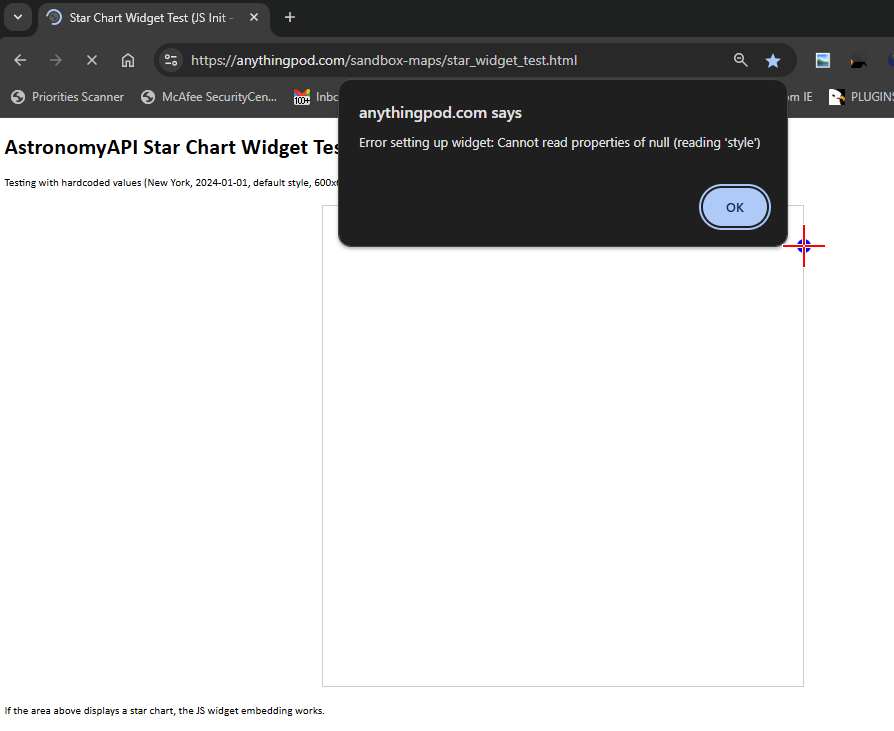 Star Chart Widget Test (JS Init -
https://anythingpod.com/sandbox-maps/star_widget_test.html
Priorities Scanner
McAfee SecurityCen...
100+
Inbc
om IE
PLUGINS
anythingpod.com says
Error setting up widget: Cannot read properties of null (reading 'style')
OK
AstronomyAPI Star Chart Widget Tes
Testing with hardcoded values (New York, 2024-01-01, default style, 600x
If the area above displays a star chart, the JS widget embedding works.